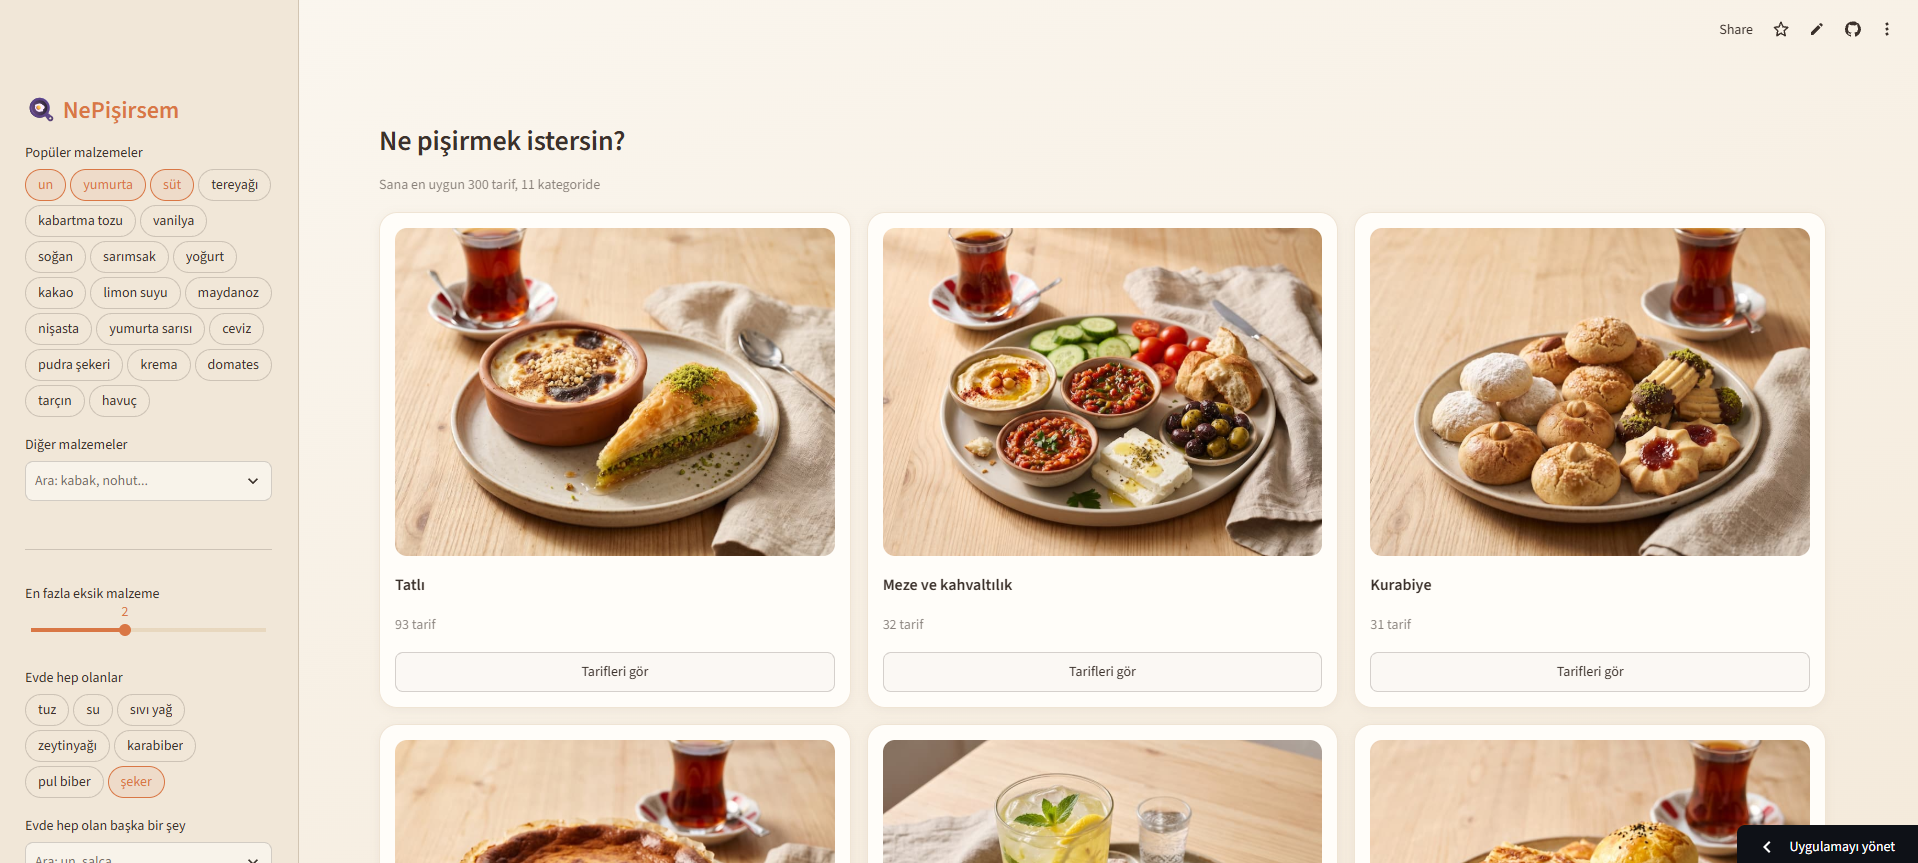 Share
NePişirsem
Popüler malzemeler
un yumurta süt tereyağı
kabartma tozu vanilya
soğan sarımsak yoğurt
kakao limon suyu maydanoz
nişasta yumurta sarısı ceviz
pudra şekeri krema domates
tarçın havuç
Diğer malzemeler
Ara: kabak, nohut...
En fazla eksik malzeme
2
Evde hep olanlar
tuz su sıvı yağ
zeytinyağı karabiber
pul biber şeker
Evde hep olan başka bir şey
Ara: un, salça...
Ne pişirmek istersin?
Sana en uygun 300 tarif, 11 kategoride
Tatlı
93 tarif
Tarifleri gör
Meze ve kahvaltılık
32 tarif
Tarifleri gör
Kurabiye
31 tarif
Tarifleri gör
Uygulamayı yönet